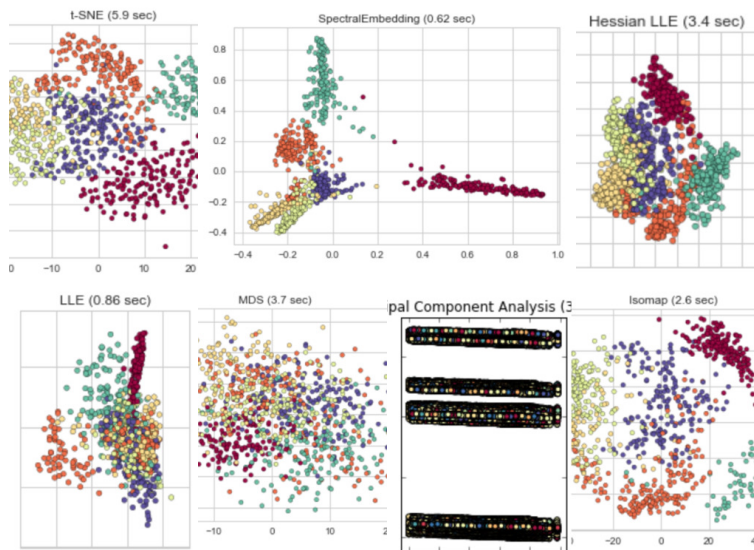 t-SNE (5.9 sec)
SpectralEmbedding (0.62 sec)
Hessian LLE (3.4 sec)
0.8
0.6
0.4
0.2
0.0
−0.2
−0.4
0 −10 0 10 20
−0.4 −0.2 0.0 0.2 0.4 0.6 0.8 1.0
LLE (0.86 sec)
MDS (3.7 sec)
pal Component Analysis (3
Isomap (2.6 sec)
−10 0 10 20
0 −20 0 20 40